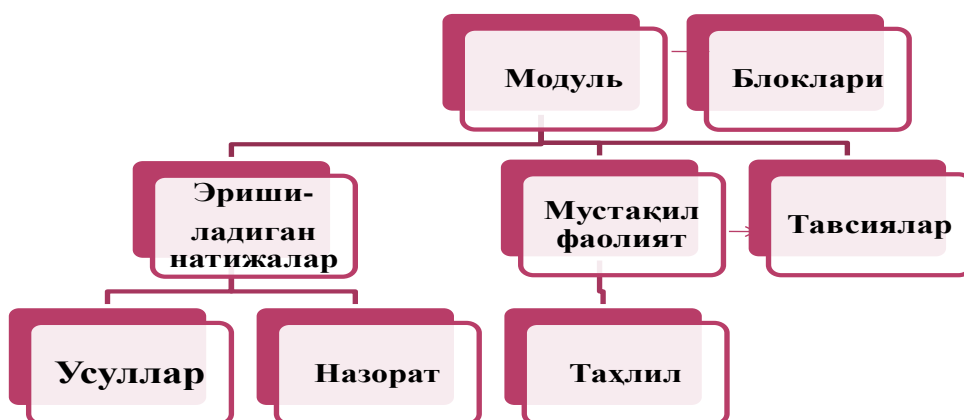 Модуль
Блоклари
Эриши-
ладиган
натижалар
Мустақил
фаолият
Тавсиялар
Усуллар
Назорат
Таҳлил